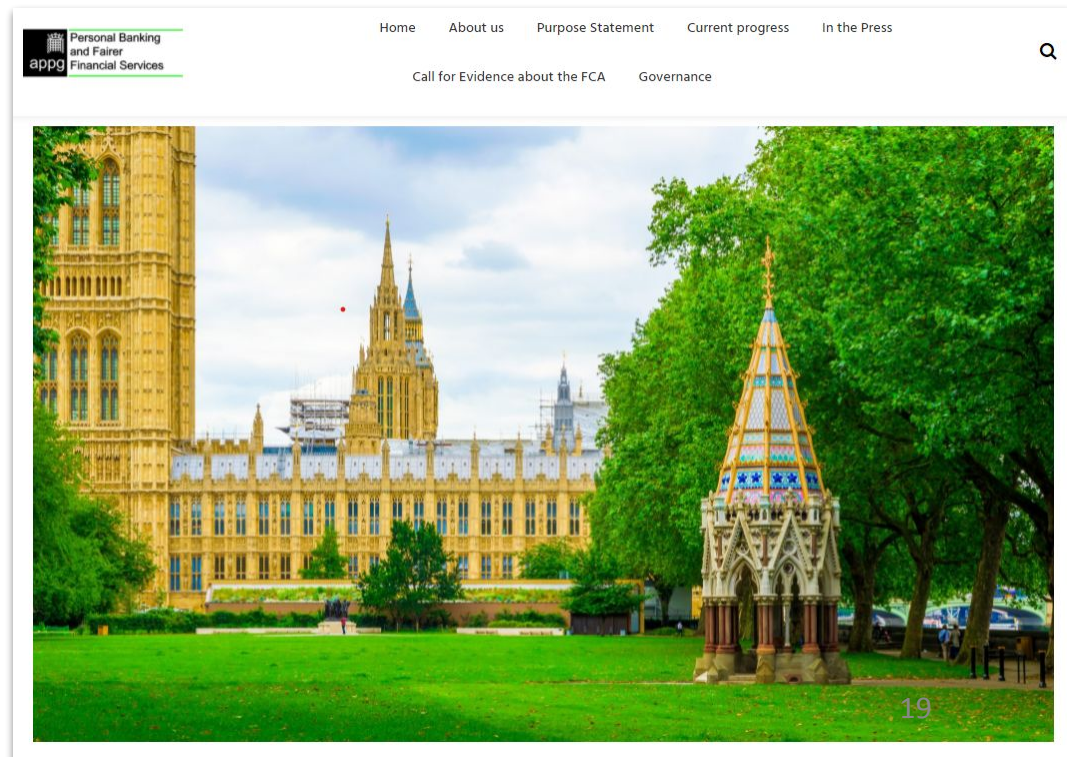 Personal Banking
and Fairer
Financial Services
appg
Home About us Purpose Statement Current progress In the Press
Call for Evidence about the FCA Governance
19